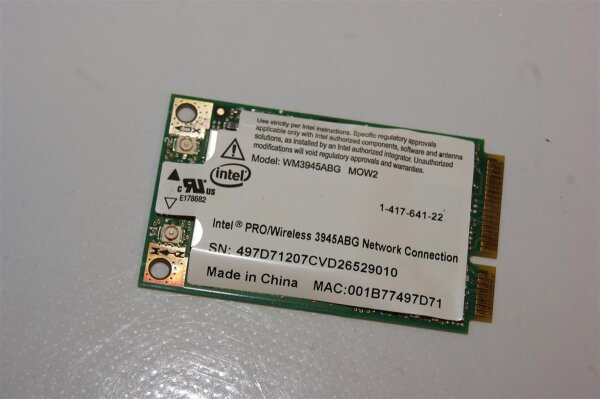 Use strictly per Intel instructions. Specific regulatory approvals
applicable only with Intel authorized components, software and antenna
solutions, as installed by an Intel authorized integrator. Unauthorized
modifications will void regulatory approvals and warranties.
Model: WM3945ABG MOW2
intel
c RU US
E178682
1-417-641-22
Intel® PRO/Wireless 3945ABG Network Connection
SN: 497D71207CVD26529010
Made in China MAC:001B77497D71